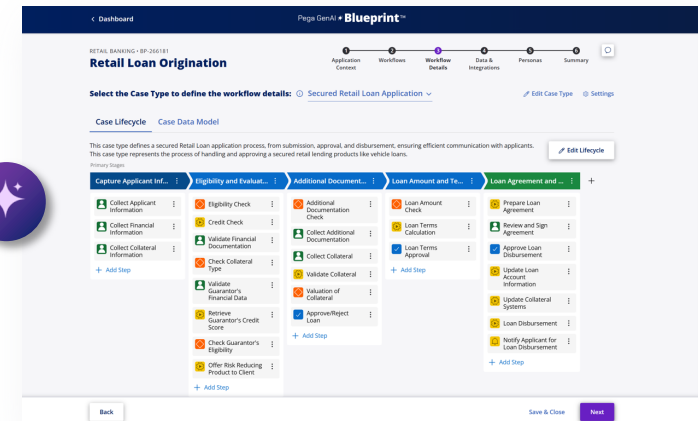 Dashboard
Pega GenAI Blueprint™
RETAIL BANKING • BP-266181
Retail Loan Origination
1
2
3
4
5
6
Application Context
Workflows
Workflow Details
Data & Integrations
Personas
Summary
Select the Case Type to define the workflow details:
Secured Retail Loan Application
Edit Case Type
Settings
Case Lifecycle
Case Data Model
This case type defines a secured Retail Loan application process, from submission, approval, and disbursement, ensuring efficient communication with applicants.
This case type represents the process of handling and approving a secured retail lending products like vehicle loans.
Edit Lifecycle
Primary Stages
Capture Applicant Inf...
Collect Applicant
Information
Collect Financial
Information
Collect Collateral
Information
+ Add Step
Eligibility and Evaluat...
Eligibility Check
Credit Check
Validate Financial
Documentation
Check Collateral
Type
Validate
Guarantor's
Financial Data
Retrieve
Guarantor's Credit
Score
Check Guarantor's
Eligibility
Offer Risk Reducing
Product to Client
+ Add Step
Additional Document...
Additional
Documentation
Check
Collect Additional
Documentation
Collect Collateral
Validate Collateral
Valuation of
Collateral
Approve/Reject
Loan
+ Add Step
Loan Amount and Te...
Loan Amount
Check
Loan Terms
Calculation
Loan Terms
Approval
+ Add Step
Loan Agreement and ...
Prepare Loan
Agreement
Review and Sign
Agreement
Approve Loan
Disbursement
Update Loan
Account
Information
Update Collateral
Systems
Loan Disbursement
Notify Applicant for
Loan Disbursement
+ Add Step
Back
Save & Close
Next